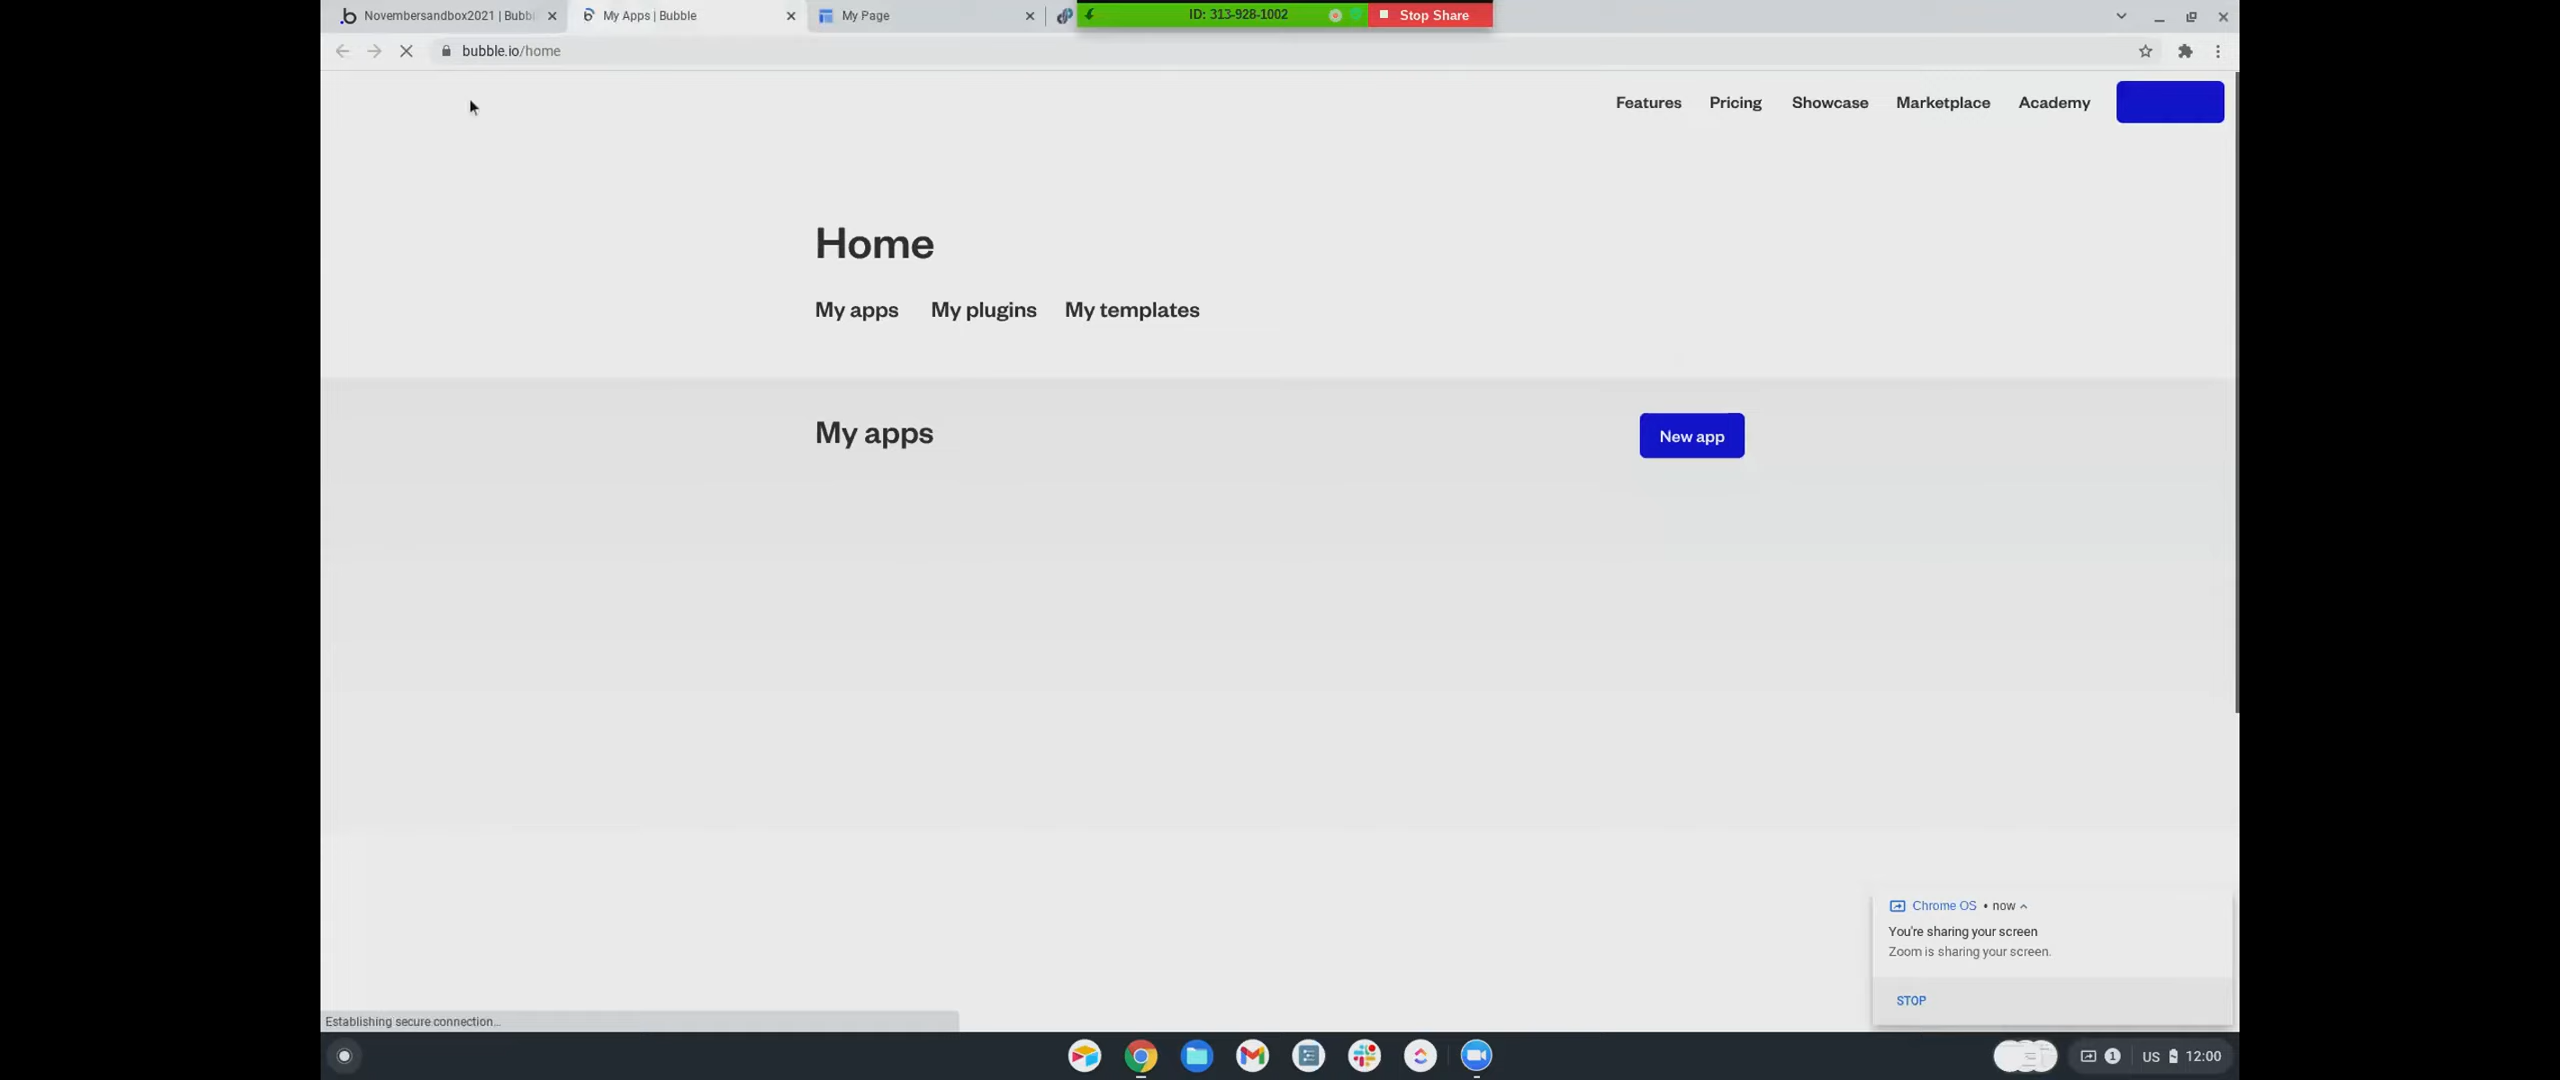 Novembersandbox2021 | Bubbl
My Apps | Bubble
My Page
ID: 313-928-1002
Stop Share
bubble.io/home
Features
Pricing
Showcase
Marketplace
Academy
Home
My apps
My plugins
My templates
My apps
New app
Chrome OS • now
You're sharing your screen
Zoom is sharing your screen.
STOP
Establishing secure connection...
1
US
12:00